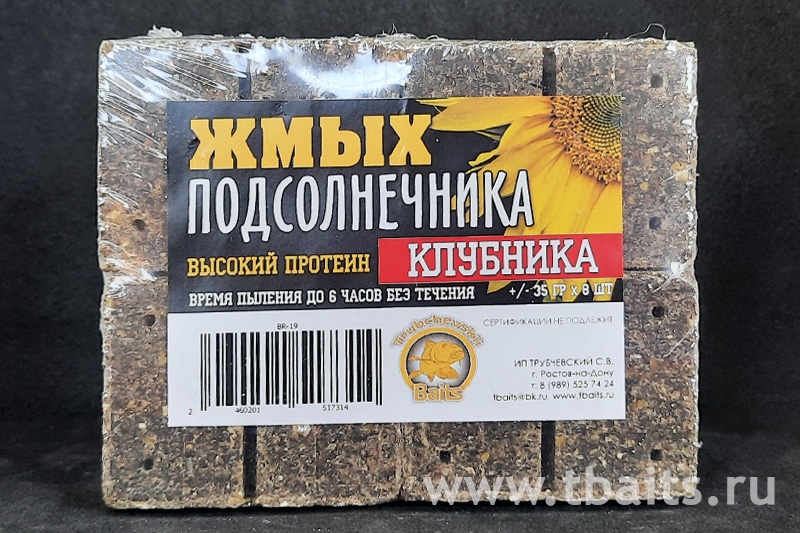 ЖМЫХ
ПОДСОЛНЕЧНИКА
ВЫСОКИЙ ПРОТЕИН КЛУБНИКА
ВРЕМЯ ПЫЛЕНИЯ ДО 6 ЧАСОВ БЕЗ ТЕЧЕНИЯ +/- 35 ГР х 8 ШТ
BR-19
2 460201 517314
Trubchevskii
Baits
СЕРТИФИКАЦИИ НЕ ПОДЛЕЖИТ
ИП ТРУБЧЕВСКИЙ С.В.
г. Ростов-на-Дону
т: 8 (989) 525 74 24
tbaits@bk.ru, www.tbaits.ru
www.tbaits.ru